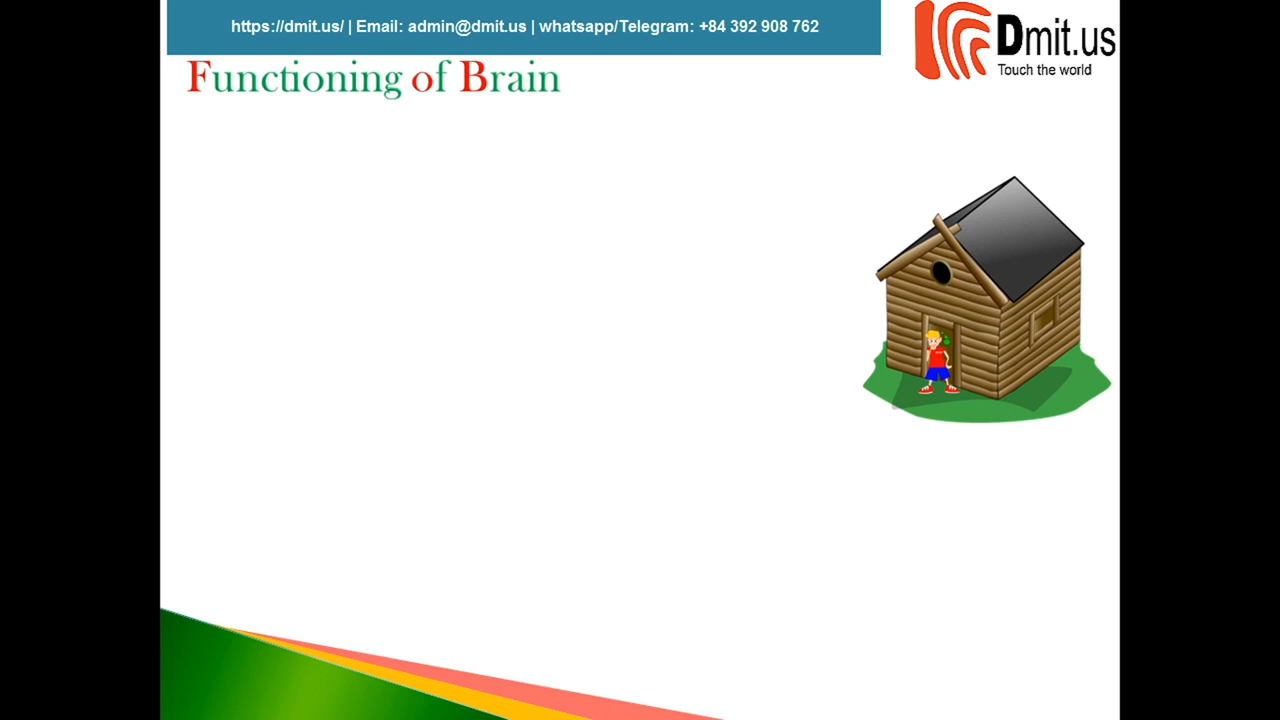 https://dmit.us/ | Email: admin@dmit.us | whatsapp/Telegram: +84 392 908 762
Dmit.us
Touch the world
Functioning of Brain